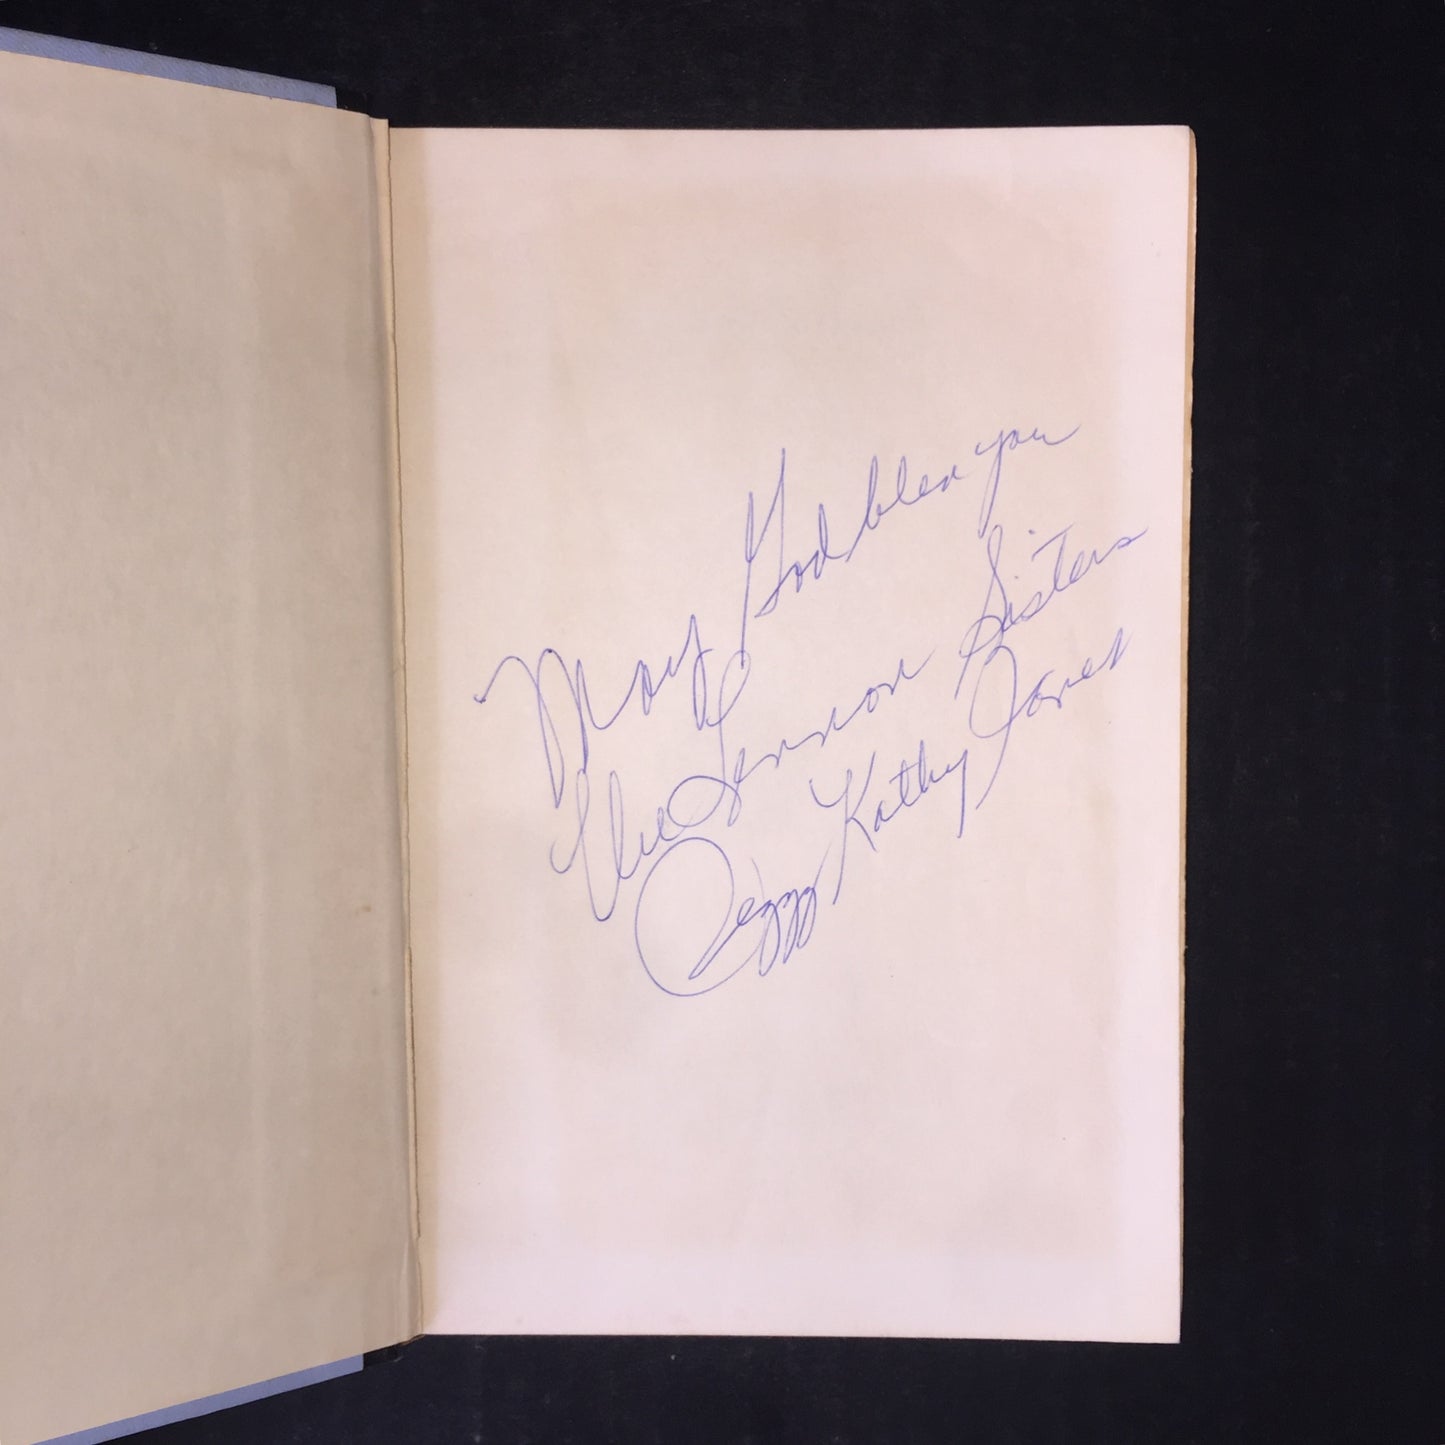 May God bless you
The Lennon Sisters
Peggy Kathy Janet